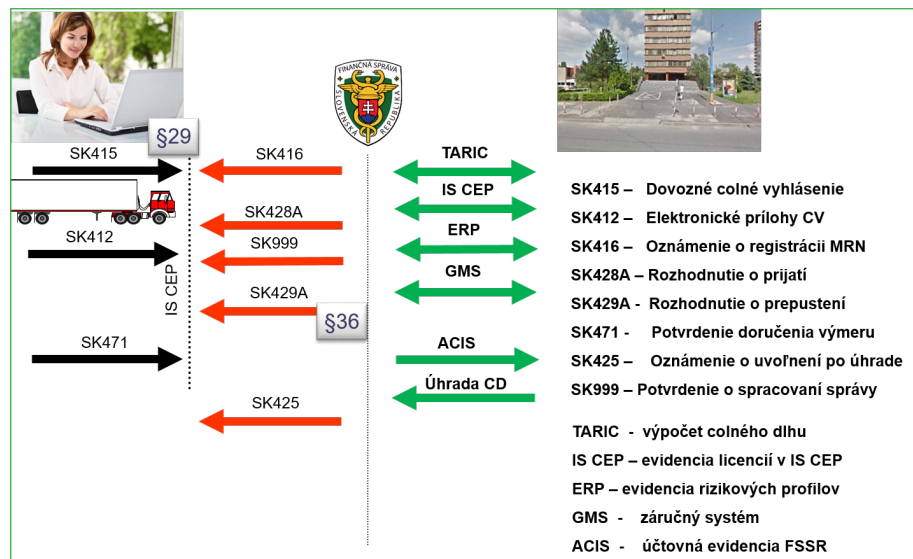 FINANČNÁ SPRÁVA
SLOVENSKÁ REPUBLIKA
§29
SK415
SK416
TARIC
IS CEP
SK428A
SK412
SK999
ERP
GMS
IS CEP
SK429A
§36
SK471
ACIS
Úhrada CD
SK425
SK415 – Dovozné colné vyhlásenie
SK412 – Elektronické prílohy CV
SK416 – Oznámenie o registrácii MRN
SK428A – Rozhodnutie o prijatí
SK429A - Rozhodnutie o prepustení
SK471 - Potvrdenie doručenia výmeru
SK425 – Oznámenie o uvoľnení po úhrade
SK999 – Potvrdenie o spracovaní správy
TARIC - výpočet colného dlhu
IS CEP – evidencia licencií v IS CEP
ERP – evidencia rizikových profilov
GMS - záručný systém
ACIS - účtovná evidencia FSSR